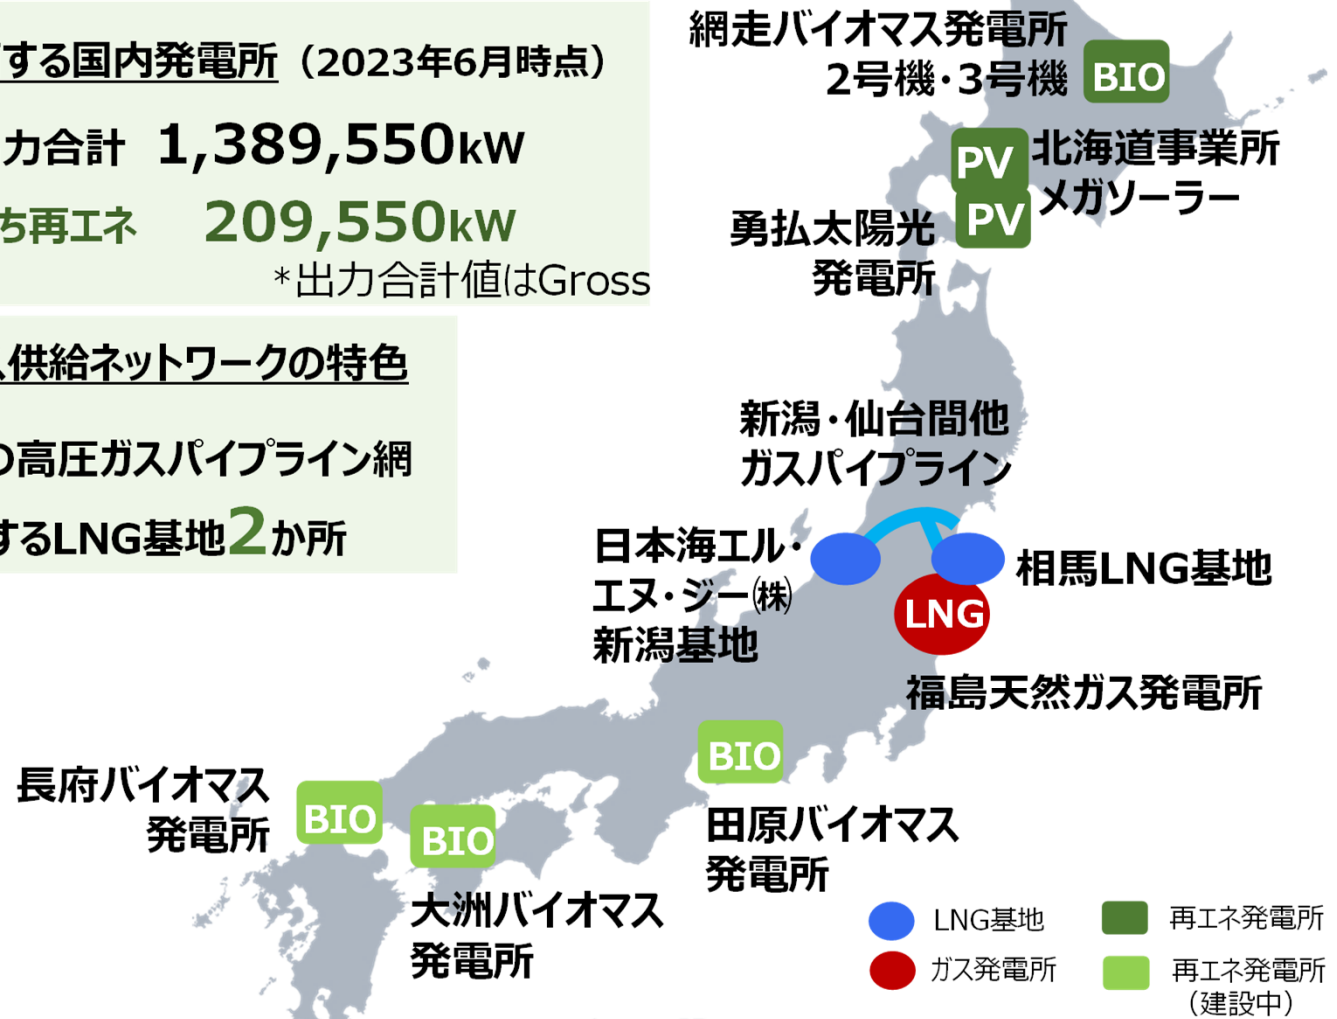 する国内発電所（2023年6月時点）
力合計 1,389,550kW
ち再エネ 209,550kW
*出力合計値はGross
供給ネットワークの特色
の高圧ガスパイプライン網
するLNG基地2か所
網走バイオマス発電所
2号機・3号機
BIO
PV
北海道事業所
メガソーラー
PV
勇払太陽光
発電所
新潟・仙台間他
ガスパイプライン
日本海エル・
エヌ・ジー㈱
新潟基地
相馬LNG基地
LNG
福島天然ガス発電所
BIO
田原バイオマス
発電所
長府バイオマス
発電所
BIO
BIO
大洲バイオマス
発電所
LNG基地
ガス発電所
再エネ発電所
再エネ発電所
（建設中）